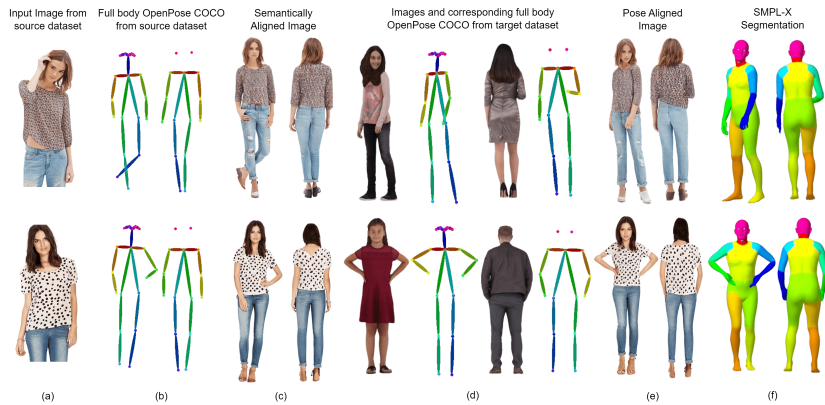 Input Image from
source dataset
Full body OpenPose COCO
from source dataset
Semantically
Aligned Image
Images and corresponding full body
OpenPose COCO from target dataset
Pose Aligned
Image
SMPL-X
Segmentation
(a)
(b)
(c)
(d)
(e)
(f)